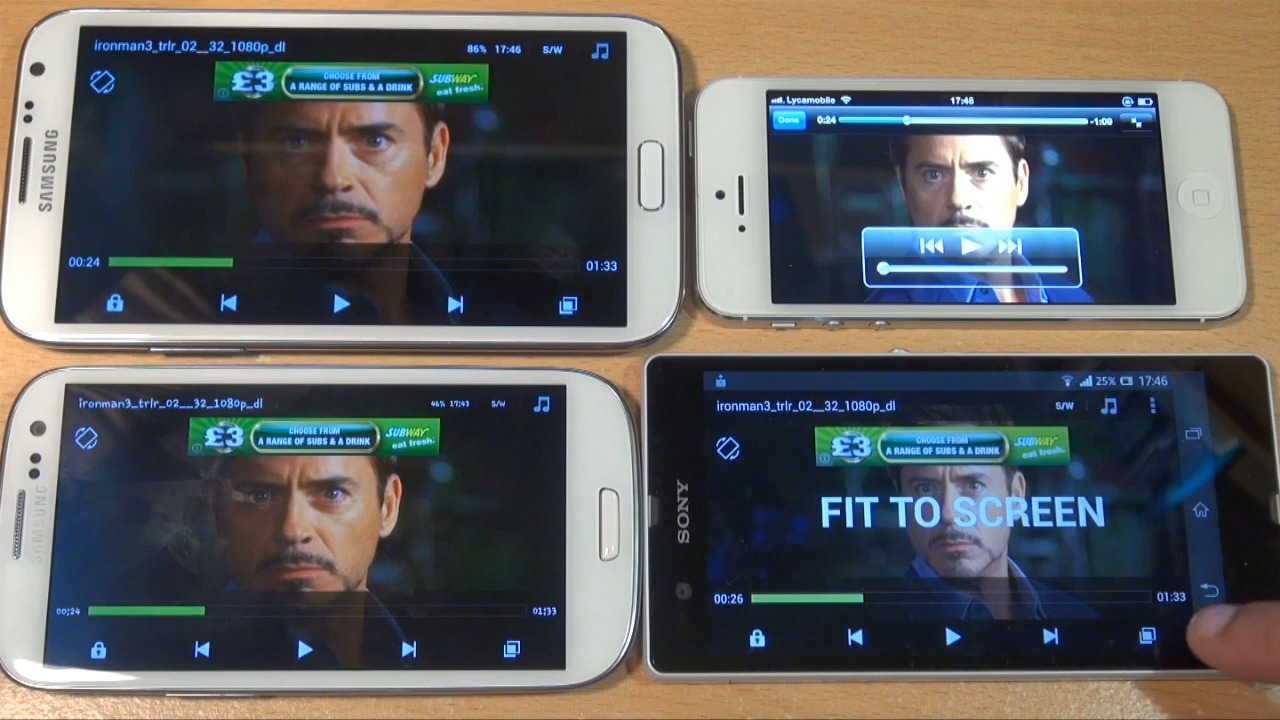 ironman3_trlr_02__32_1080p_dl 86% 17:46 S/W
£3 CHOOSE FROM A RANGE OF SUBS & A DRINK SUBWAY eat fresh.
SAMSUNG
00:24 01:33
Lycamobile 17:46
Done 0:24 -1:09
ironman3_trlr_02__32_1080p_dl 46% 17:43 S/W
£3 CHOOSE FROM A RANGE OF SUBS & A DRINK SUBWAY eat fresh.
SAMSUNG
00:24 01:33
25% 17:46
ironman3_trlr_02__32_1080p_dl S/W
£3 CHOOSE FROM A RANGE OF SUBS & A DRINK SUBWAY eat fresh.
SONY
FIT TO SCREEN
00:26 01:33